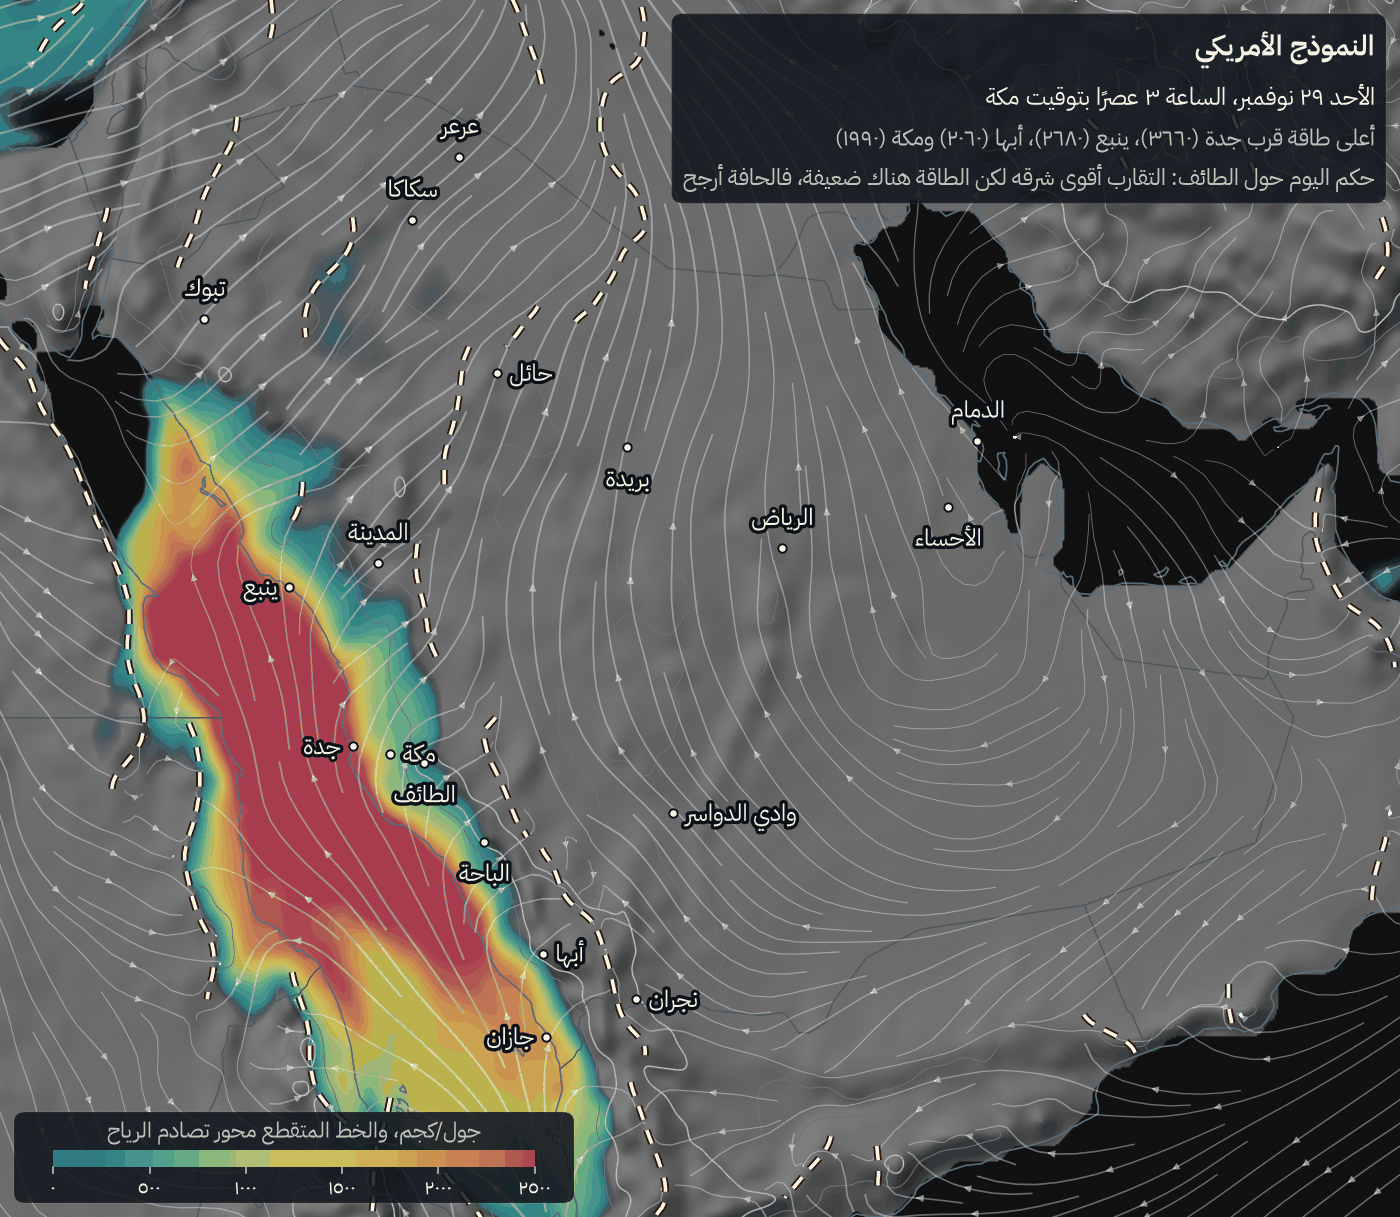 النموذج الأمريكي
الأحد ٢٩ نوفمبر، الساعة ٣ عصرًا بتوقيت مكة
أعلى طاقة قرب جدة (٣٦٦٠)، ينبع (٢٦٨٠)، أبها (٢٠٦٠) ومكة (١٩٩٠)
حكم اليوم حول الطائف: التقارب أقوى شرقه لكن الطاقة هناك ضعيفة، فالحافة أرجح
عرعر
سكاكا
تبوك
حائل
الدمام
بريدة
الرياض
الأحساء
المدينة
ينبع
جدة
مكة
الطائف
وادي الدواسر
الباحة
أبها
نجران
جازان
جول/كجم، والخط المتقطع محور تصادم الرياح
٠ ٥٠٠ ١٠٠٠ ١٥٠٠ ٢٠٠٠ ٢٥٠٠